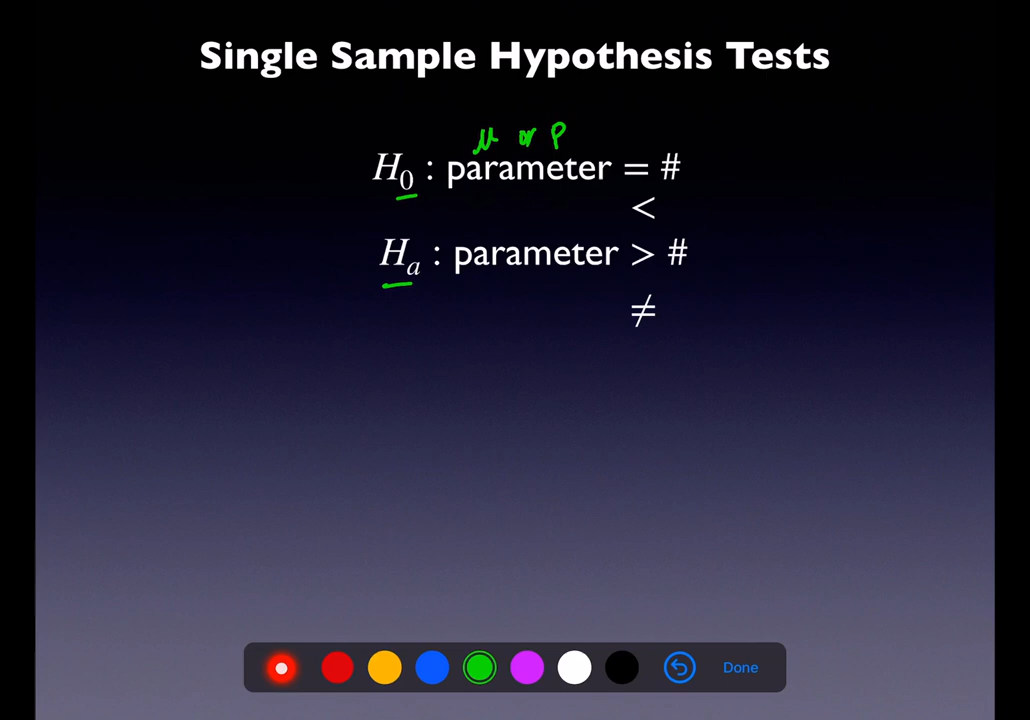 Single Sample Hypothesis Tests
μ or p
H₀ : parameter = #
<
Hₐ : parameter > #
≠
Done